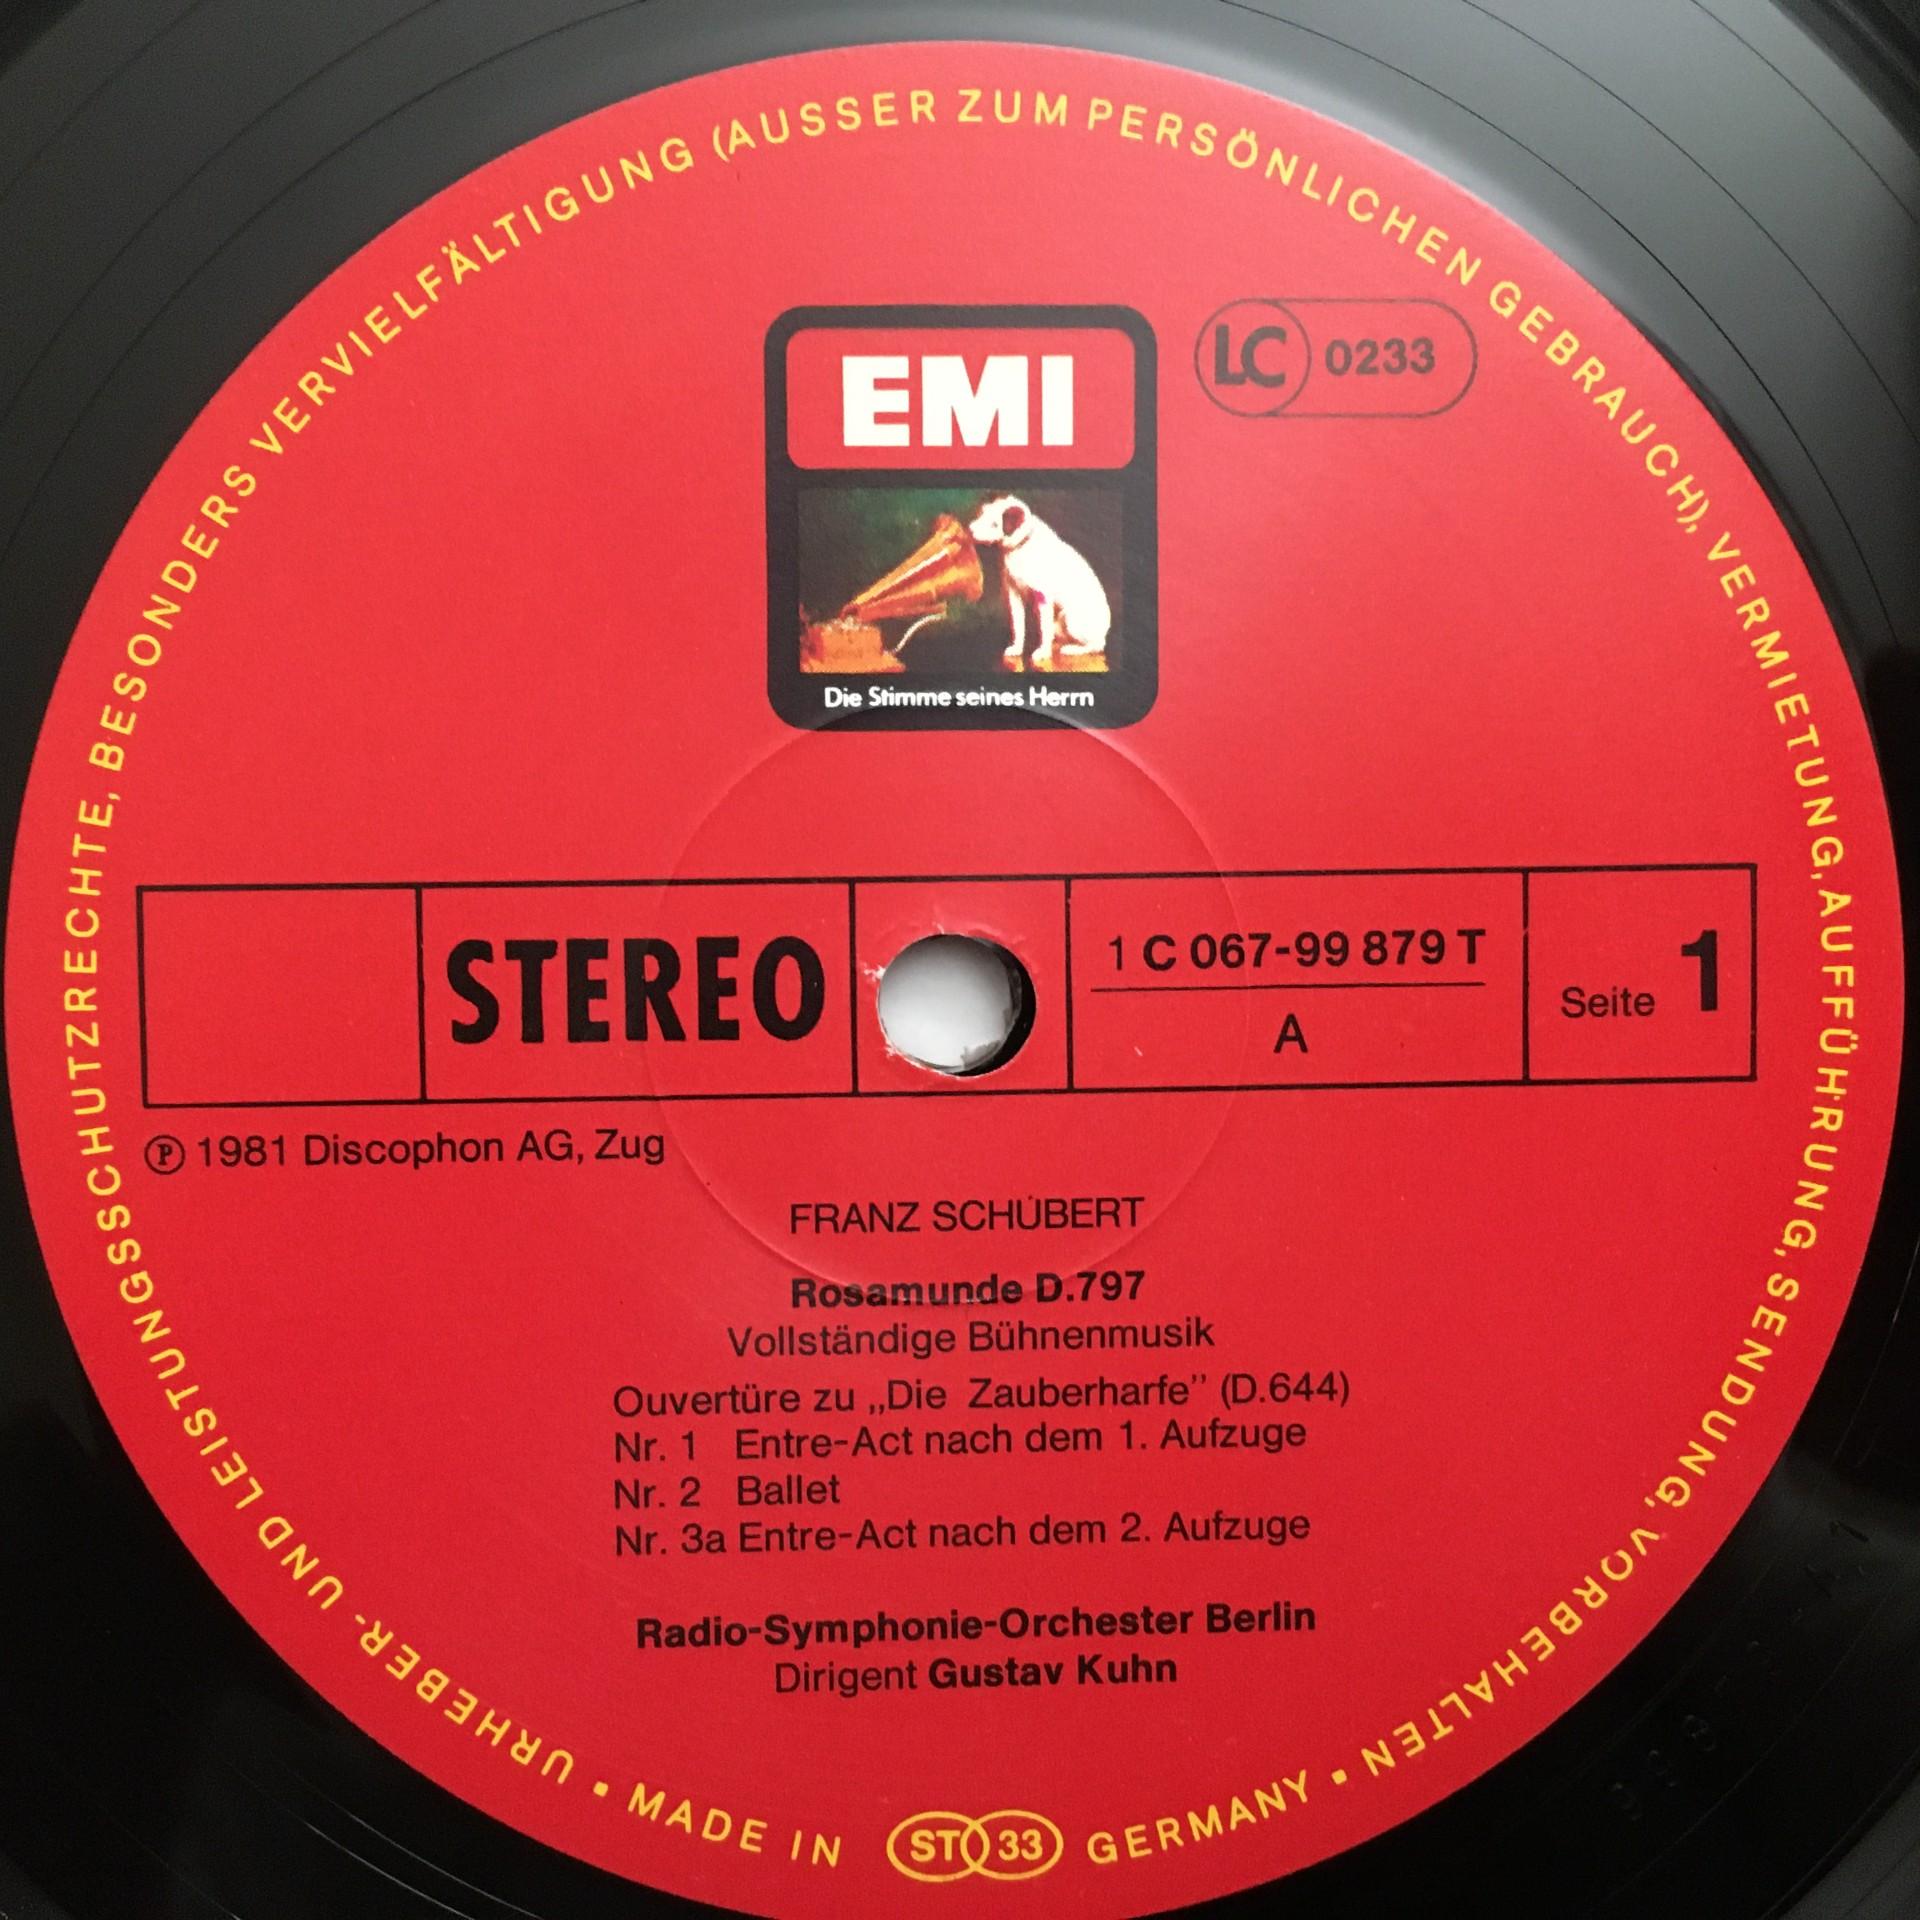 URHEBER- UND LEISTUNGSSCHUTZRECHTE, BESONDERS VERVIELFÄLTIGUNG (AUSSER ZUM PERSÖNLICHEN GEBRAUCH), VERMIETUNG, AUFFÜHRUNG, SENDUNG, VORBEHALTEN •
EMI
LC 0233
Die Stimme seines Herrn
STEREO
1 C 067-99 879 T
A
Seite 1
℗ 1981 Discophon AG, Zug
FRANZ SCHUBERT
Rosamunde D.797
Vollständige Bühnenmusik
Ouvertüre zu „Die Zauberharfe” (D.644)
Nr. 1 Entre-Act nach dem 1. Aufzuge
Nr. 2 Ballet
Nr. 3a Entre-Act nach dem 2. Aufzuge
Radio-Symphonie-Orchester Berlin
Dirigent Gustav Kuhn
• MADE IN ST 33 GERMANY